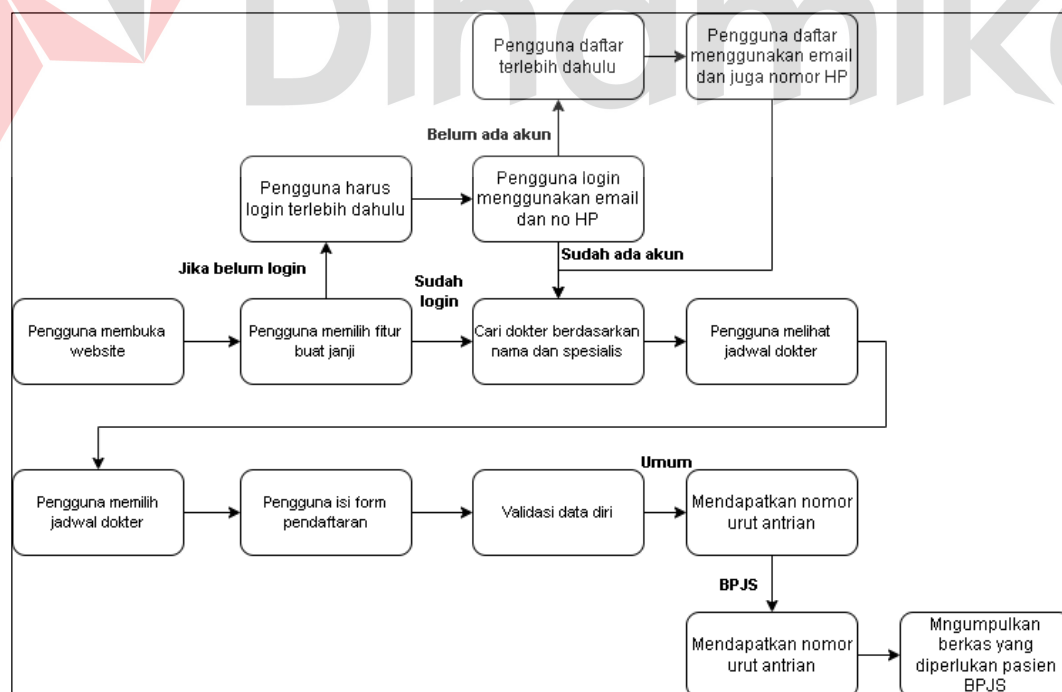 Dinamika
Pengguna daftar
terlebih dahulu
Pengguna daftar
menggunakan email
dan juga nomor HP
Belum ada akun
Pengguna harus
login terlebih dahulu
Pengguna login
menggunakan email
dan no HP
Jika belum login
Sudah
login
Sudah ada akun
Pengguna membuka
website
Pengguna memilih fitur
buat janji
Cari dokter berdasarkan
nama dan spesialis
Pengguna melihat
jadwal dokter
Pengguna memilih
jadwal dokter
Pengguna isi form
pendaftaran
Validasi data diri
Umum
Mendapatkan nomor
urut antrian
BPJS
Mendapatkan nomor
urut antrian
Mngumpulkan
berkas yang
diperlukan pasien
BPJS